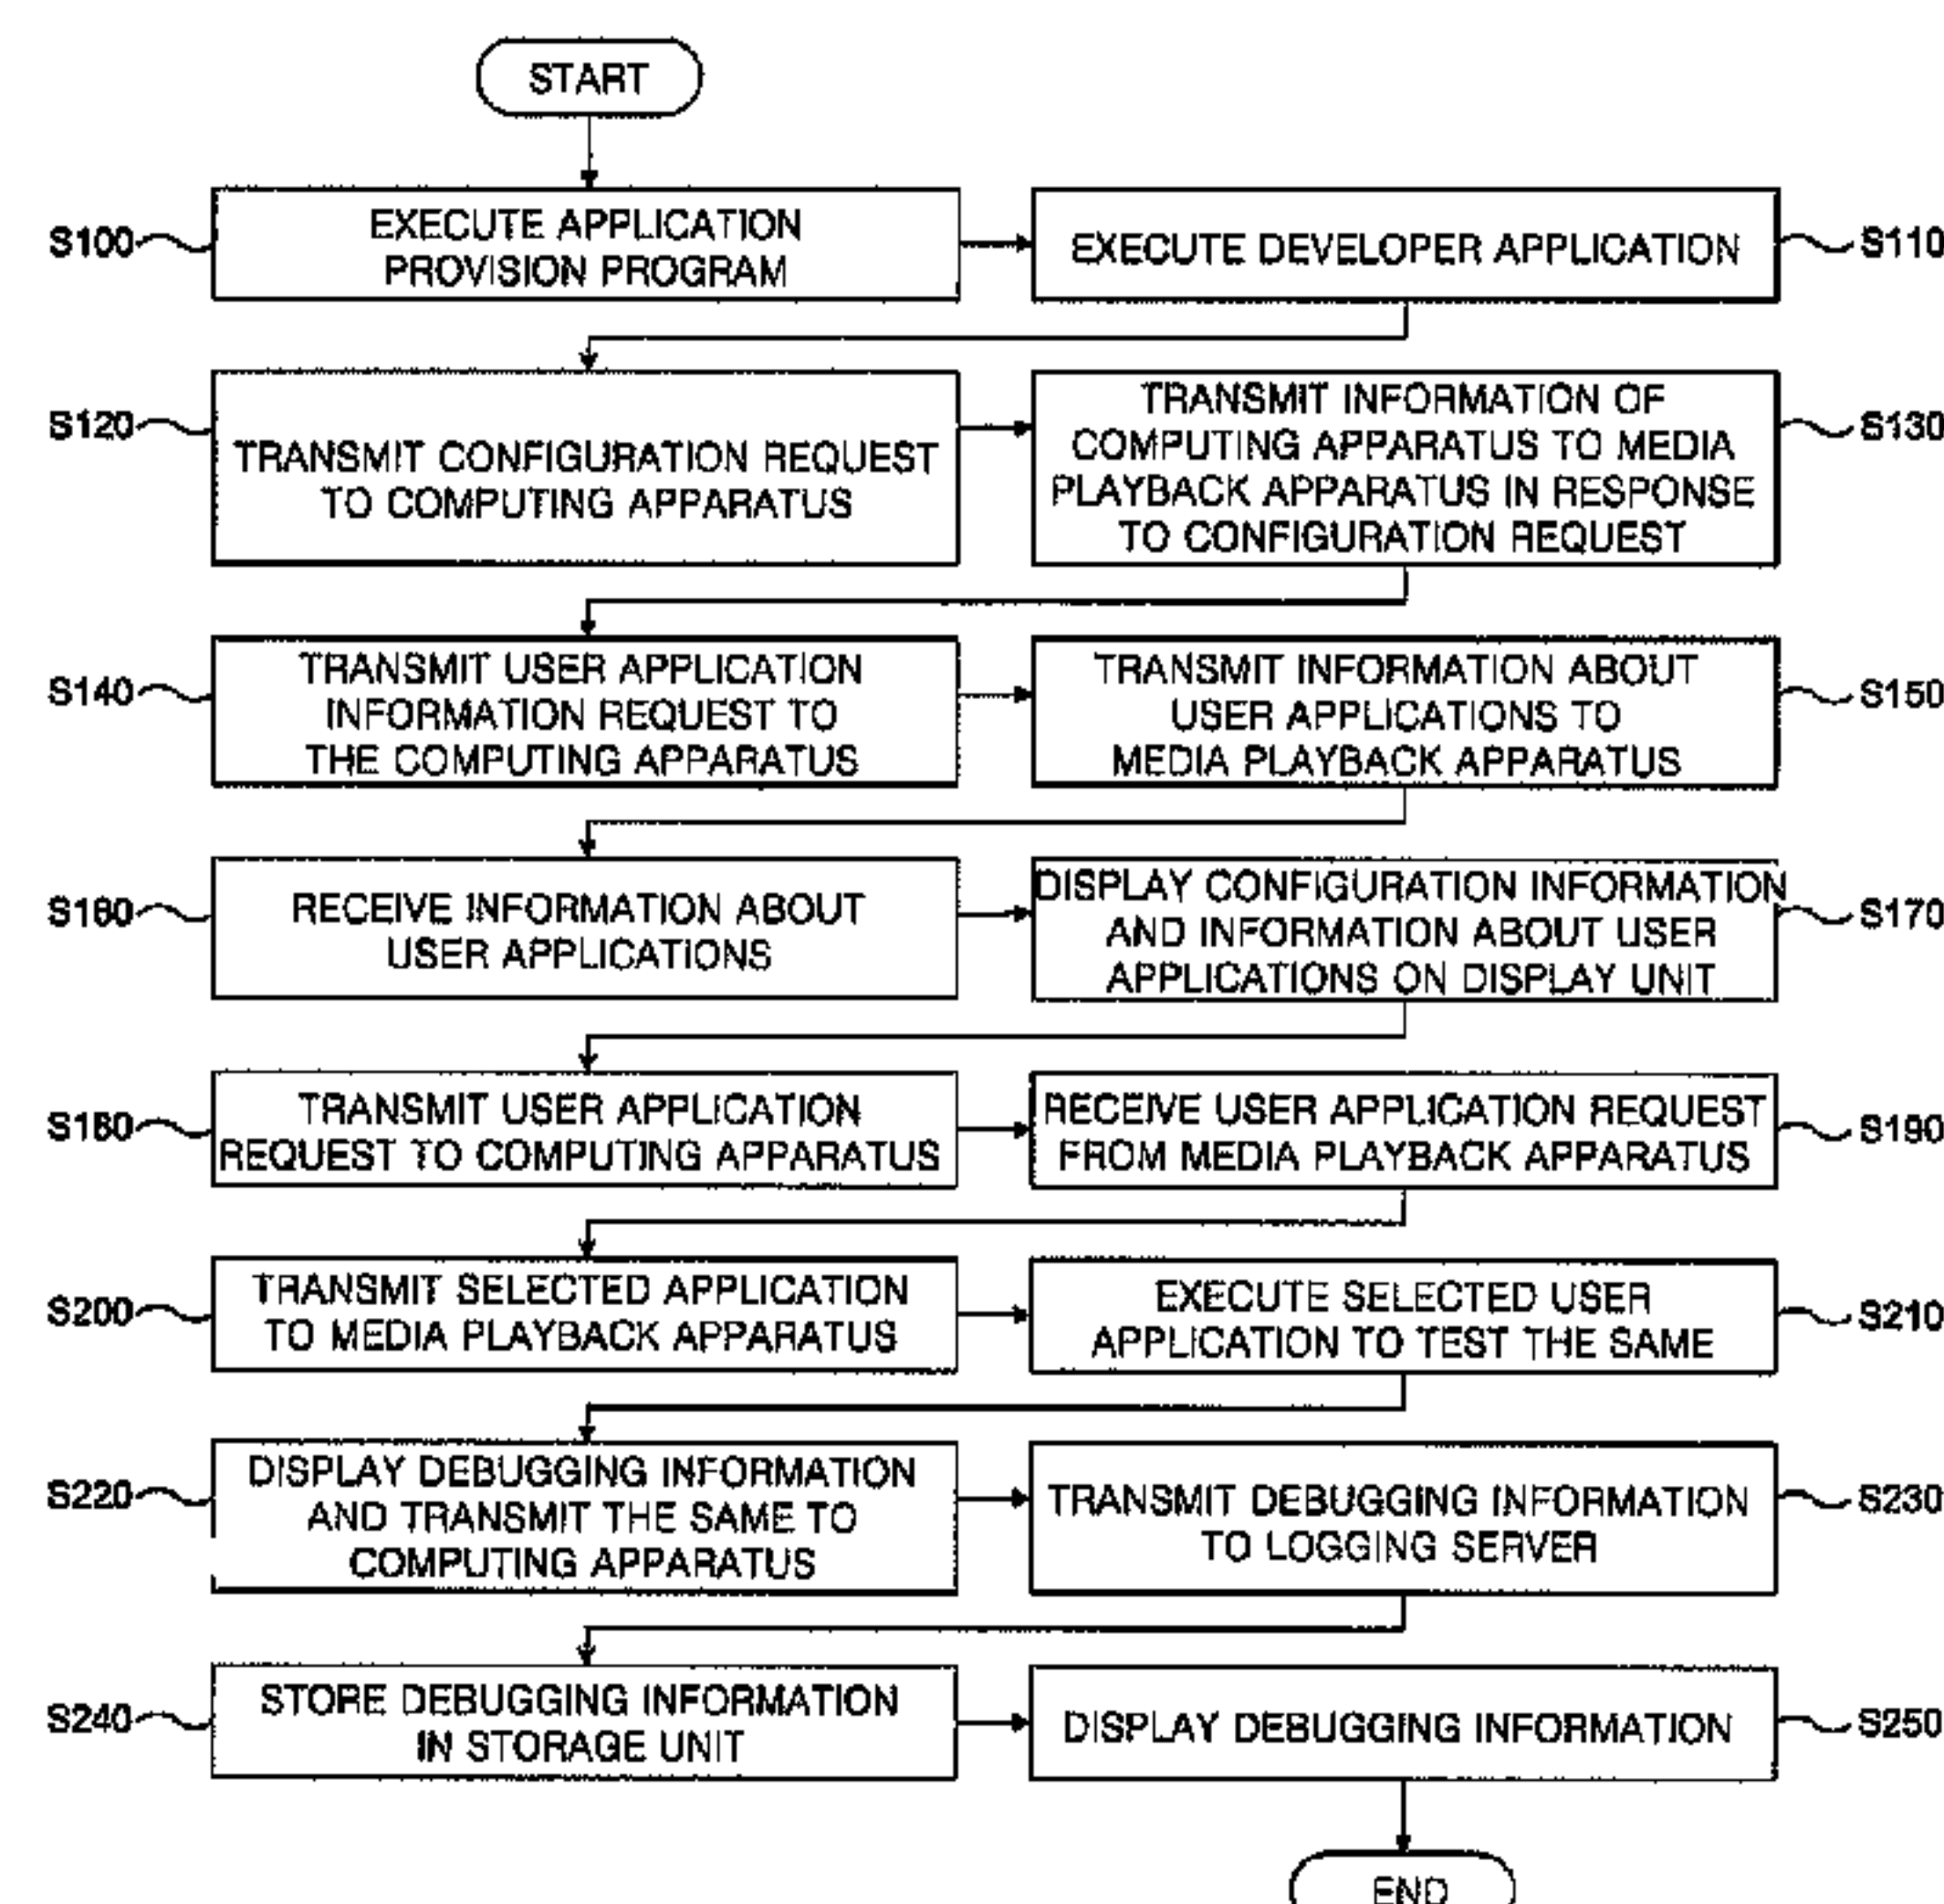 START
S100
EXECUTE APPLICATION
PROVISION PROGRAM
EXECUTE DEVELOPER APPLICATION
S110
S120
TRANSMIT CONFIGURATION REQUEST
TO COMPUTING APPARATUS
TRANSMIT INFORMATION OF
COMPUTING APPARATUS TO MEDIA
PLAYBACK APPARATUS IN RESPONSE
TO CONFIGURATION REQUEST
S130
S140
TRANSMIT USER APPLICATION
INFORMATION REQUEST TO
THE COMPUTING APPARATUS
TRANSMIT INFORMATION ABOUT
USER APPLICATIONS TO
MEDIA PLAYBACK APPARATUS
S150
S160
RECEIVE INFORMATION ABOUT
USER APPLICATIONS
DISPLAY CONFIGURATION INFORMATION
AND INFORMATION ABOUT USER
APPLICATIONS ON DISPLAY UNIT
S170
S180
TRANSMIT USER APPLICATION
REQUEST TO COMPUTING APPARATUS
RECEIVE USER APPLICATION REQUEST
FROM MEDIA PLAYBACK APPARATUS
S190
S200
TRANSMIT SELECTED APPLICATION
TO MEDIA PLAYBACK APPARATUS
EXECUTE SELECTED USER
APPLICATION TO TEST THE SAME
S210
S220
DISPLAY DEBUGGING INFORMATION
AND TRANSMIT THE SAME TO
COMPUTING APPARATUS
TRANSMIT DEBUGGING INFORMATION
TO LOGGING SERVER
S230
S240
STORE DEBUGGING INFORMATION
IN STORAGE UNIT
DISPLAY DEBUGGING INFORMATION
S250
END